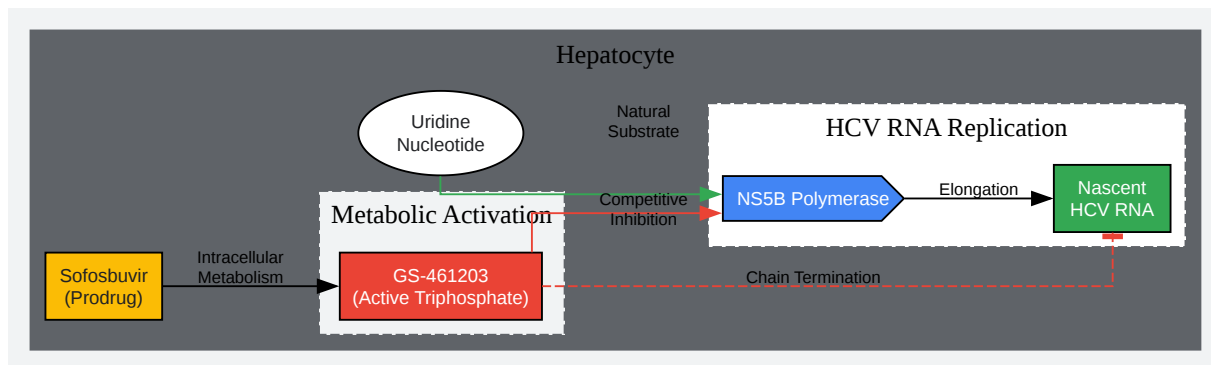 Hepatocyte
Uridine
Nucleotide
Natural
Substrate
HCV RNA Replication
NS5B Polymerase
Elongation
Nascent
HCV RNA
Competitive
Inhibition
Metabolic Activation
Sofosbuvir
(Prodrug)
Intracellular
Metabolism
GS-461203
(Active Triphosphate)
Chain Termination